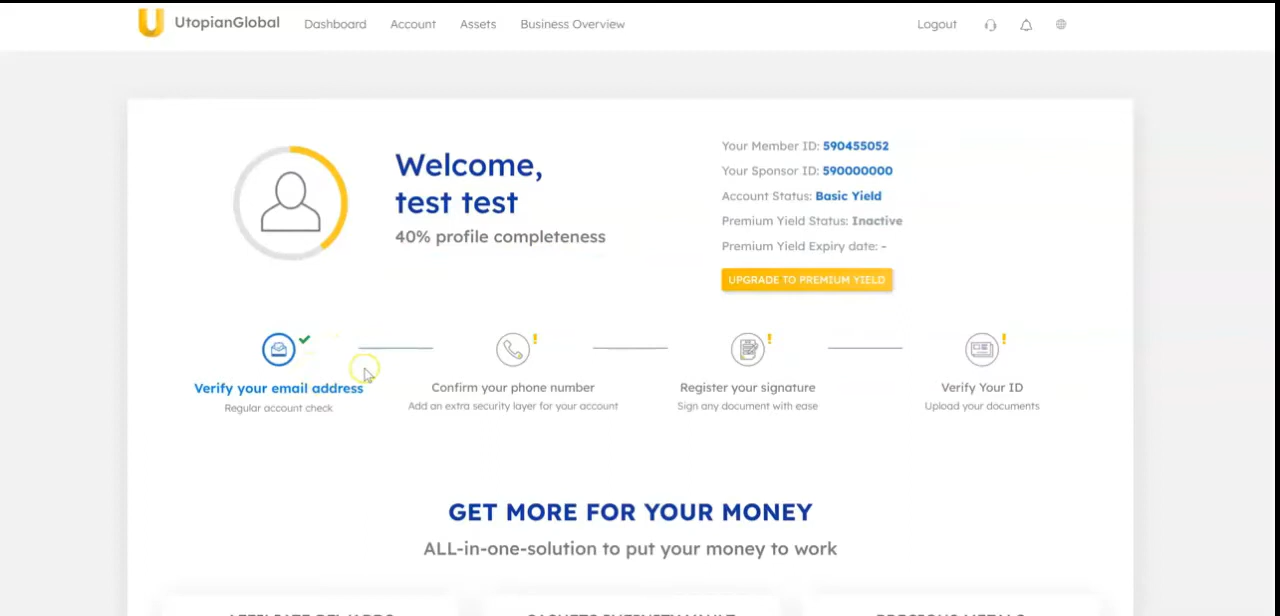 UtopianGlobal Dashboard Account Assets Business Overview Logout
Welcome,
test test
40% profile completeness
Your Member ID: 590455052
Your Sponsor ID: 590000000
Account Status: Basic Yield
Premium Yield Status: Inactive
Premium Yield Expiry date: -
UPGRADE TO PREMIUM YIELD
Verify your email address
Regular account check
Confirm your phone number
Add an extra security layer for your account
Register your signature
Sign any document with ease
Verify Your ID
Upload your documents
GET MORE FOR YOUR MONEY
ALL-in-one-solution to put your money to work